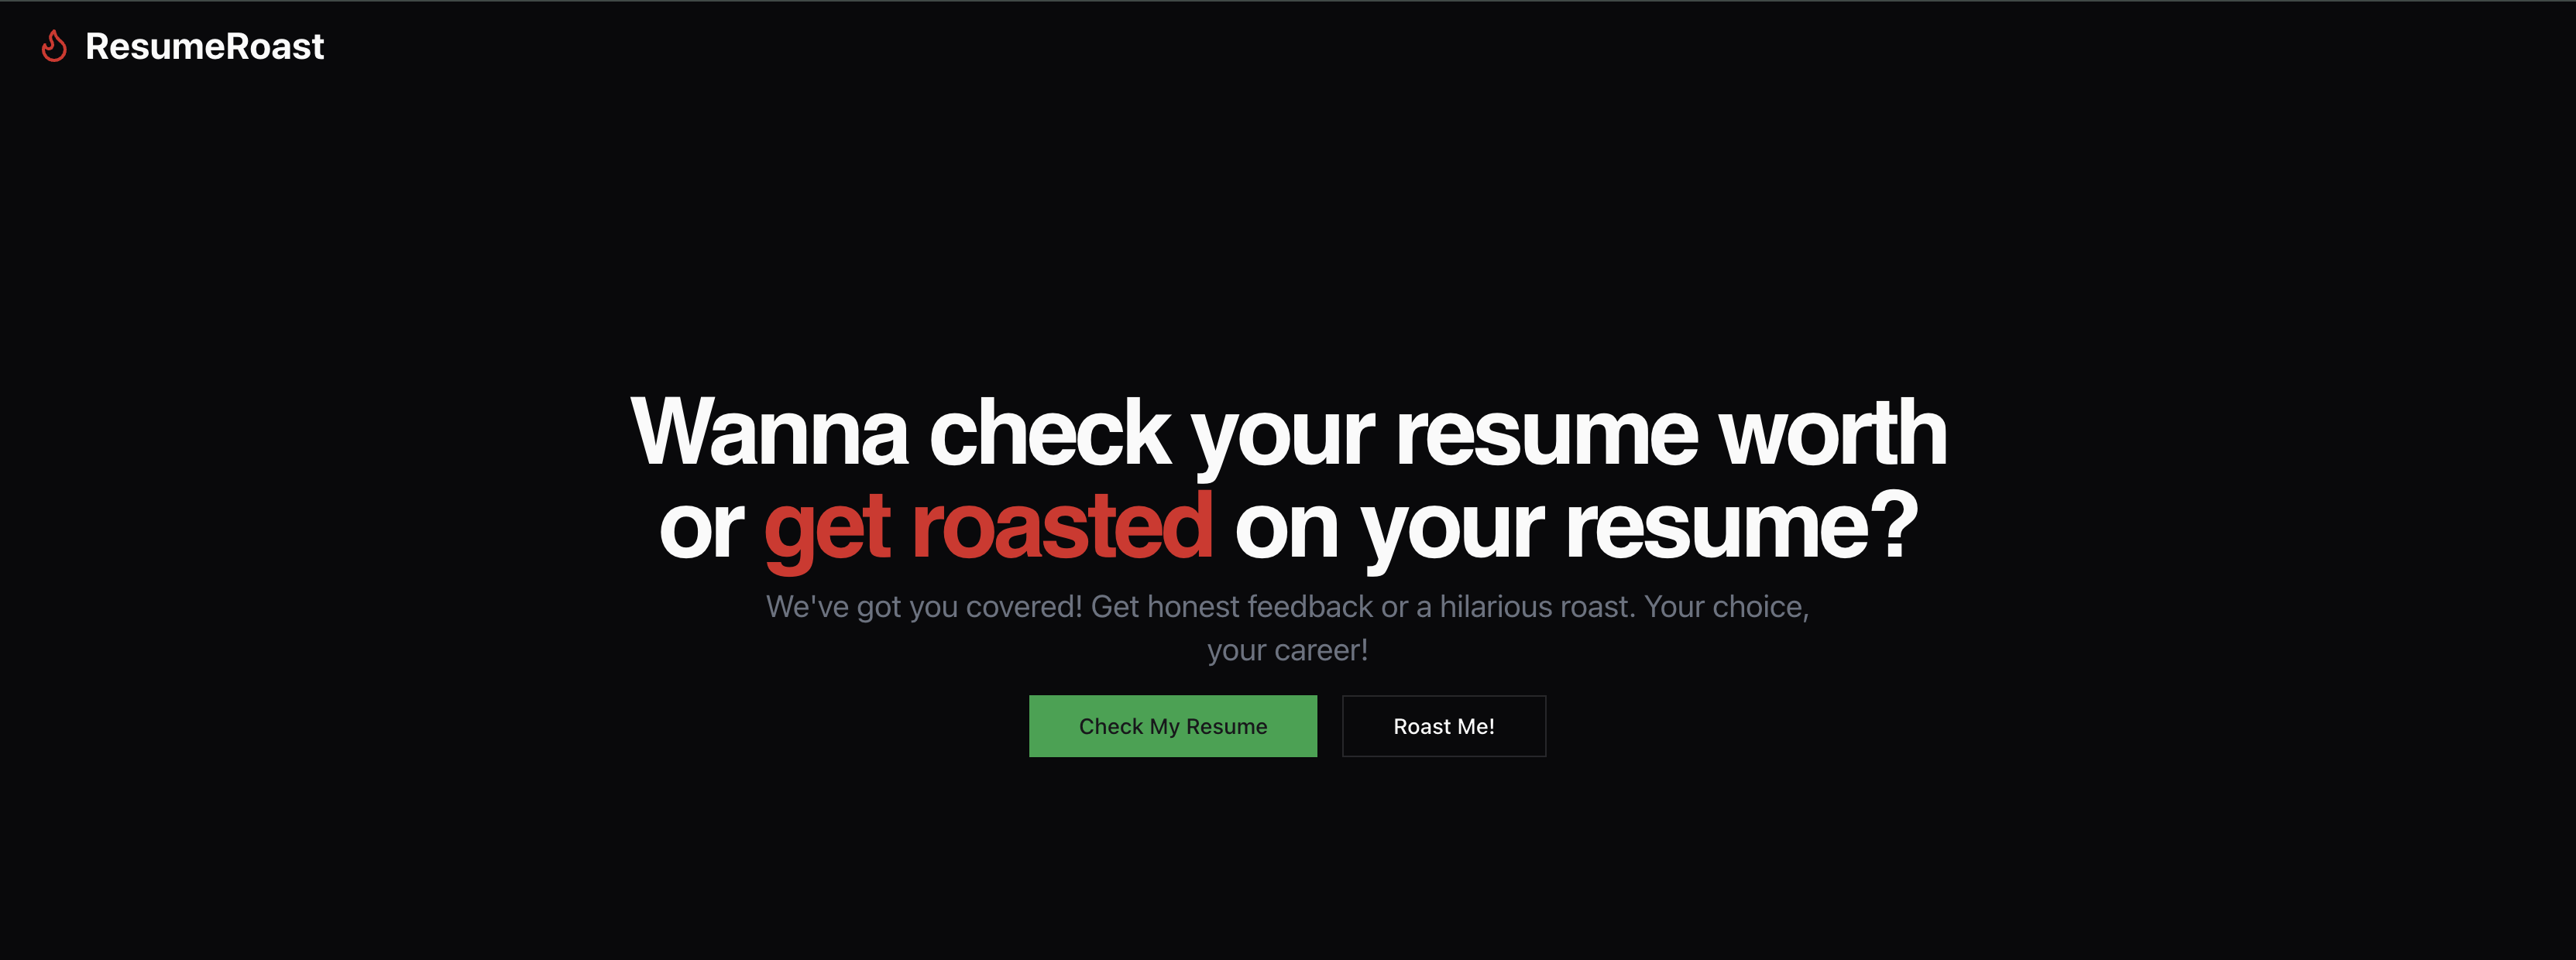 ResumeRoast
Wanna check your resume worth
or get roasted on your resume?
We've got you covered! Get honest feedback or a hilarious roast. Your choice,
your career!
Check My Resume
Roast Me!